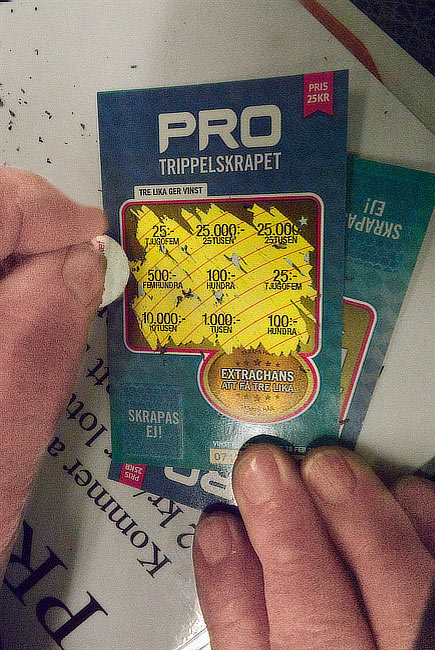 PRIS
25KR
PRO
TRIPPELSKRAPET
TRE LIKA GER VINST
25:- 25.000:- 25.000:-
TJUGOFEM 25TUSEN 25TUSEN
500:- 100:- 25:-
FEMHUNDRA HUNDRA TJUGOFEM
10.000:- 1.000:- 100:-
10TUSEN TUSEN HUNDRA
EXTRACHANS
ATT FÅ TRE LIKA
SKRAPAS
EJ!
SKRAPAS
EJ!
PRIS
25KR
Kommer a